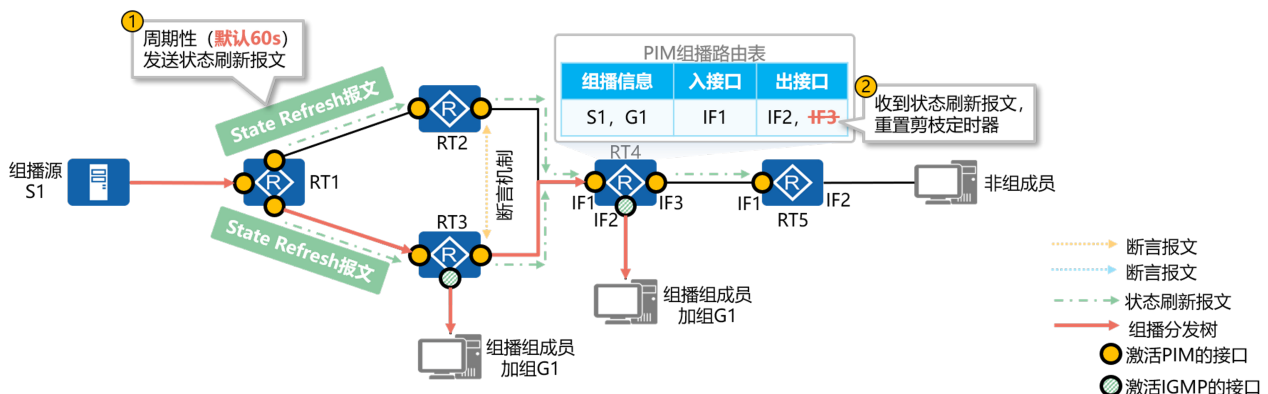 1
周期性（默认60s）
发送状态刷新报文
State Refresh报文
PIM组播路由表
组播信息 入接口 出接口
S1，G1 IF1 IF2，IF3
2
收到状态刷新报文，
重置剪枝定时器
组播源
S1
R
RT1
R
RT2
断言机制
RT3
R
State Refresh报文
RT4
R
IF1
IF2
IF3
R
IF1
IF2
RT5
非组成员
组播组成员
加组G1
组播组成员
加组G1
断言报文
断言报文
状态刷新报文
组播分发树
激活PIM的接口
激活IGMP的接口